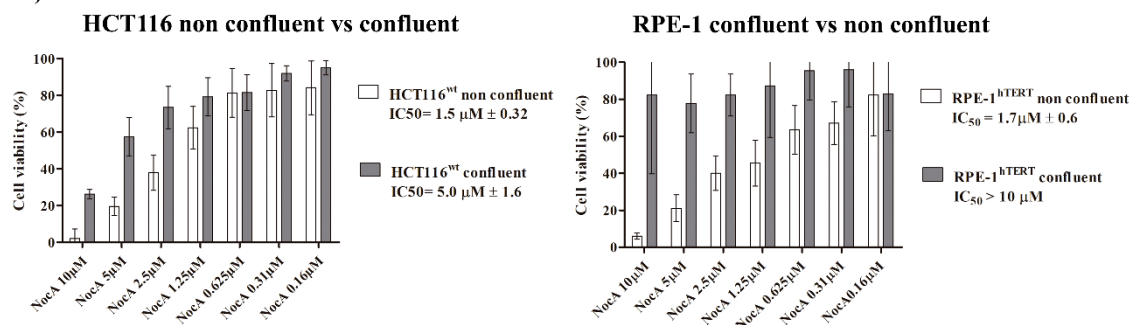 )
HCT116 non confluent vs confluent
Cell viability (%)
100
80
60
40
20
0
NocA 10µM
NocA 5µM
NocA 2.5µM
NocA 1.25µM
NocA 0.625µM
NocA 0.31µM
NocA 0.16µM
HCT116ʷᵗ non confluent
IC50= 1.5 µM ± 0.32
HCT116ʷᵗ confluent
IC50= 5.0 µM ± 1.6
RPE-1 confluent vs non confluent
Cell viability (%)
100
80
60
40
20
0
NocA 10µM
NocA 5µM
NocA 2.5µM
NocA 1.25µM
NocA 0.625µM
NocA 0.31µM
NocA0.16µM
RPE-1ʰᵀᴱᴿᵀ non confluent
IC₅₀ = 1.7µM ± 0.6
RPE-1ʰᵀᴱᴿᵀ confluent
IC₅₀ > 10 µM